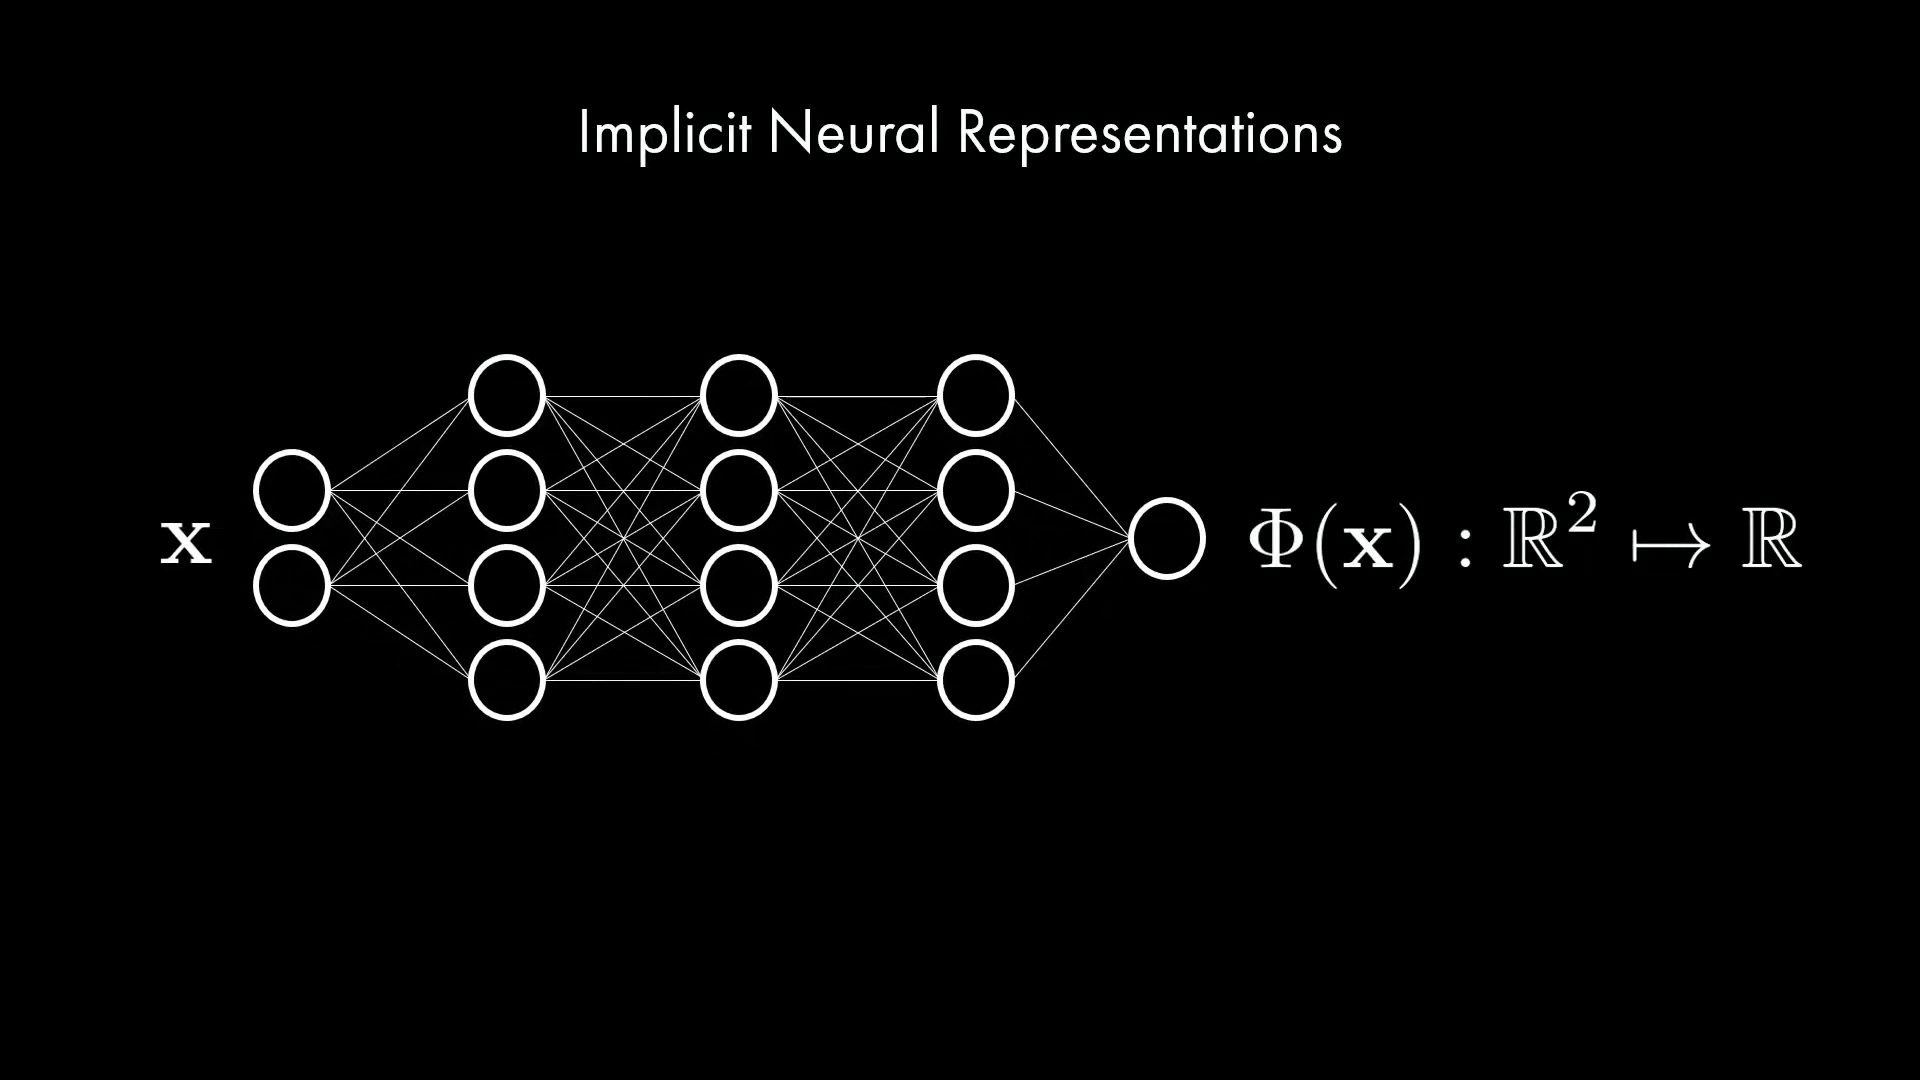 Implicit Neural Representations
x
Φ(x) : ℝ² ↦ ℝ